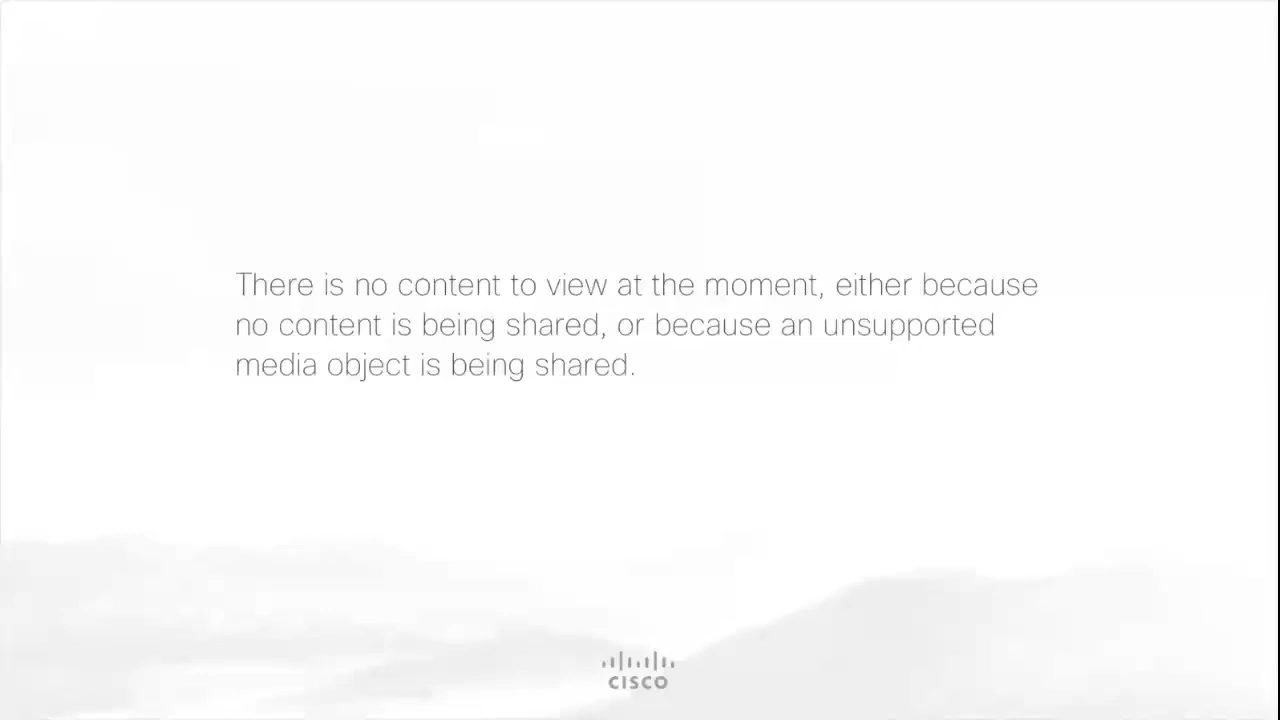 There is no content to view at the moment, either because
no content is being shared, or because an unsupported
media object is being shared.
CISCO